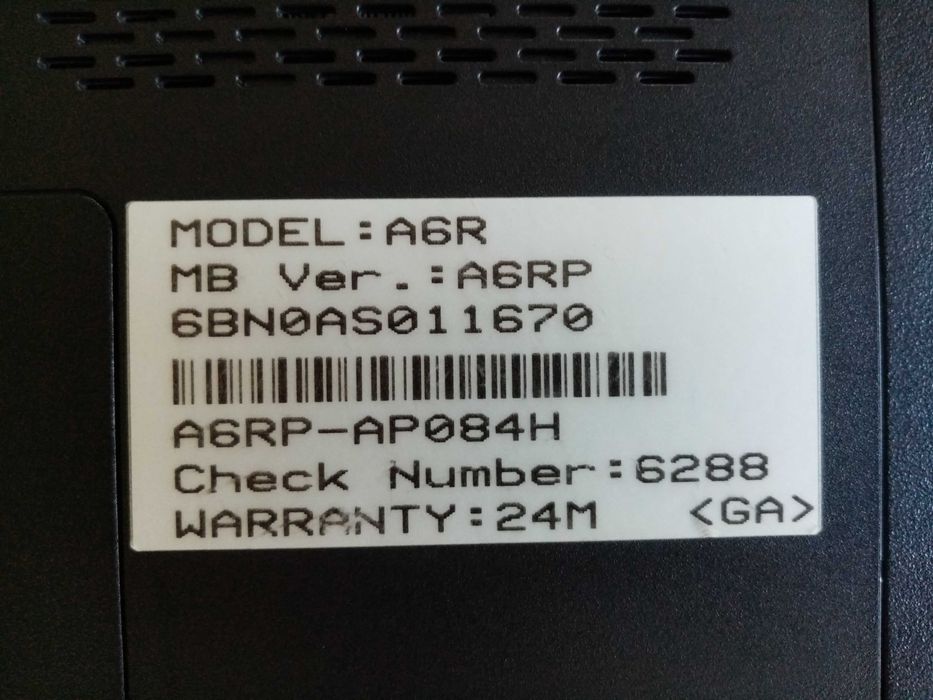 MODEL:A6R
MB Ver.:A6RP
6BN0AS011670
A6RP-AP084H
Check Number:6288
WARRANTY:24M <GA>